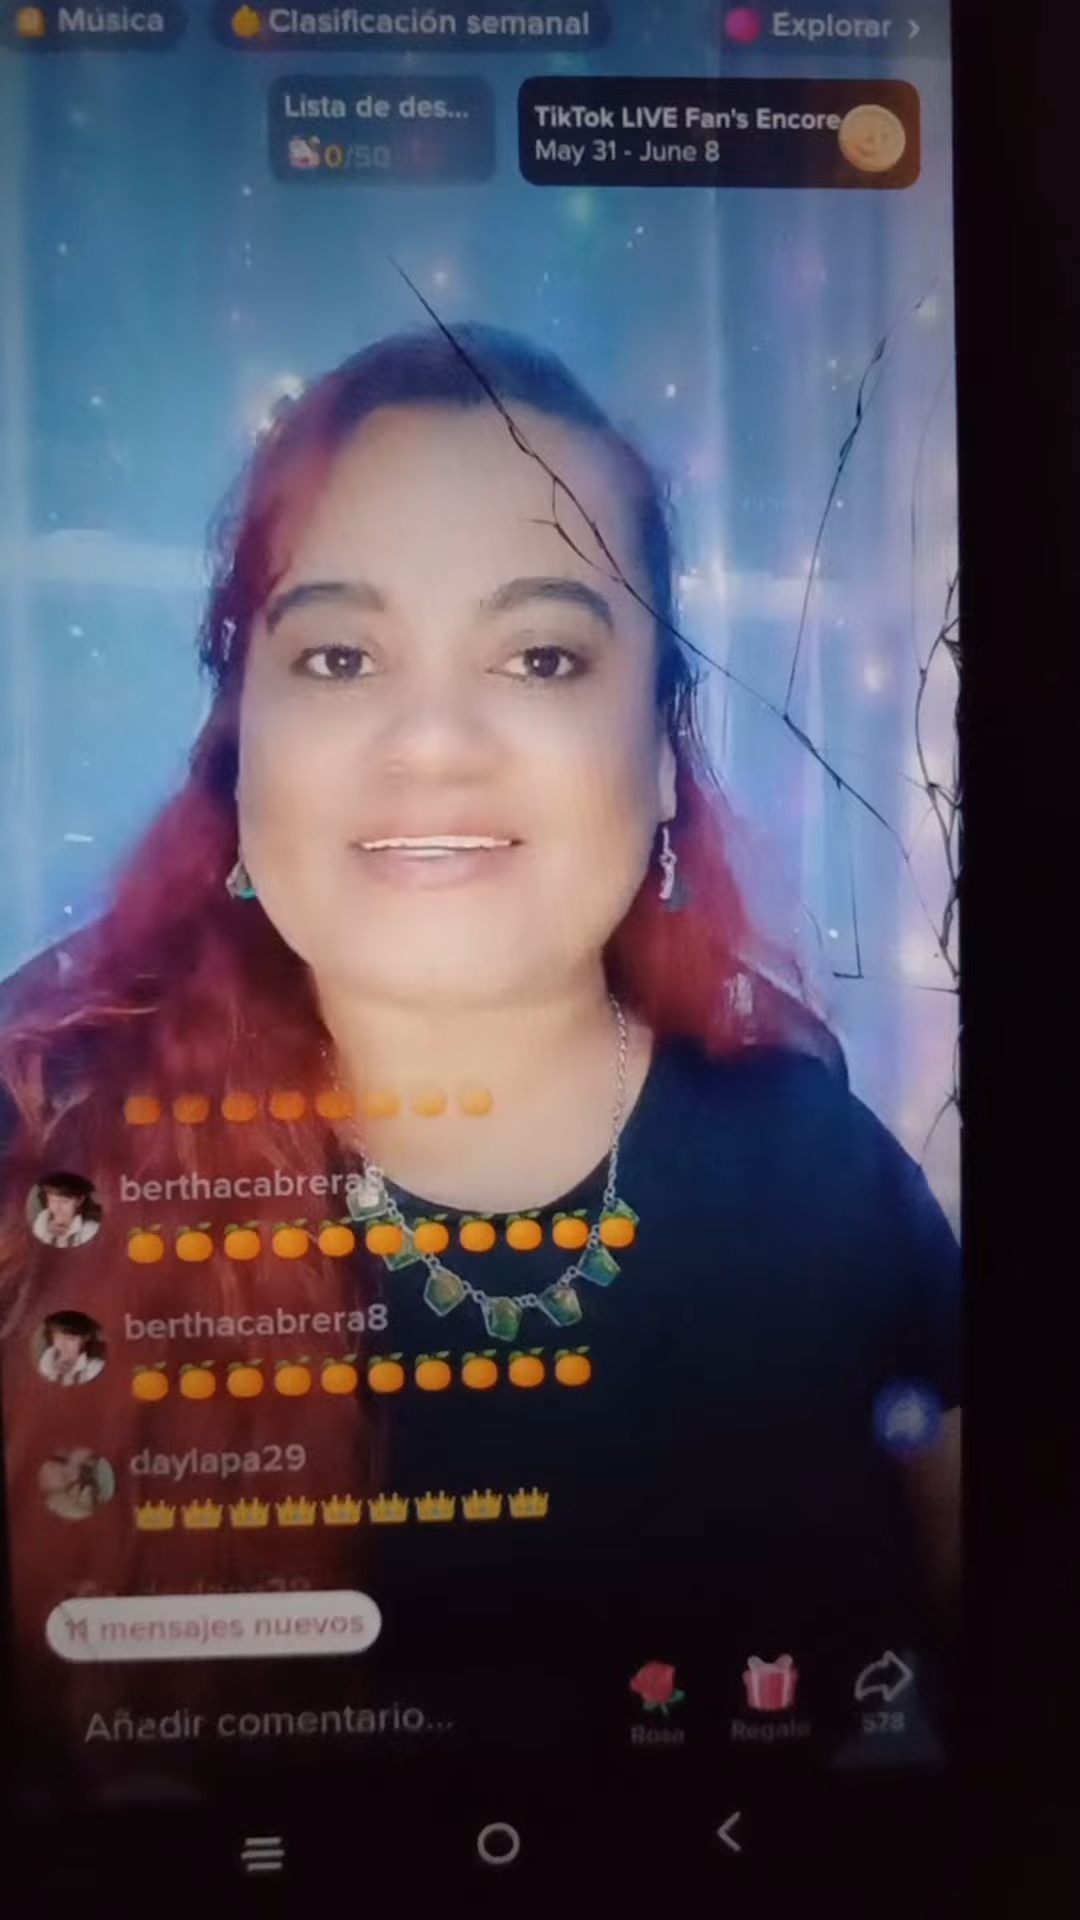 Música
Clasificación semanal
Explorar >
Lista de des...
0/50
TikTok LIVE Fan's Encore
May 31 - June 8
berthacabrera8
berthacabrera8
daylapa29
11 mensajes nuevos
Añadir comentario...
Rosa
Regalo
578